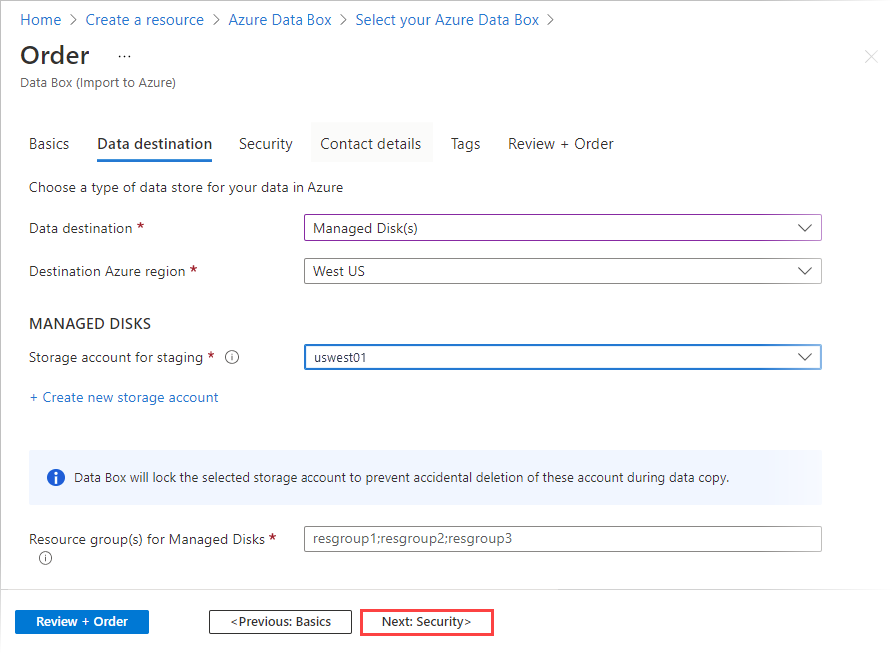 Home > Create a resource > Azure Data Box > Select your Azure Data Box >
Order ...
Data Box (Import to Azure)
Basics Data destination Security Contact details Tags Review + Order
Choose a type of data store for your data in Azure
Data destination * Managed Disk(s)
Destination Azure region * West US
MANAGED DISKS
Storage account for staging * uswest01
+ Create new storage account
Data Box will lock the selected storage account to prevent accidental deletion of these account during data copy.
Resource group(s) for Managed Disks * resgroup1;resgroup2;resgroup3
Review + Order <Previous: Basics Next: Security>